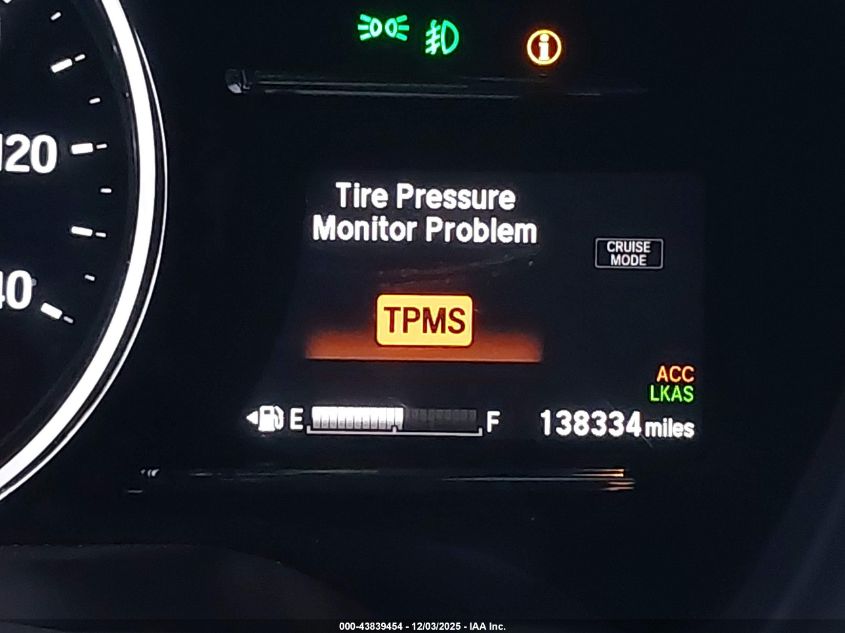 120
Tire Pressure
Monitor Problem
CRUISE
MODE
TPMS
ACC
LKAS
E F 138334 miles
000-43839454 - 12/03/2025 - IAA Inc.